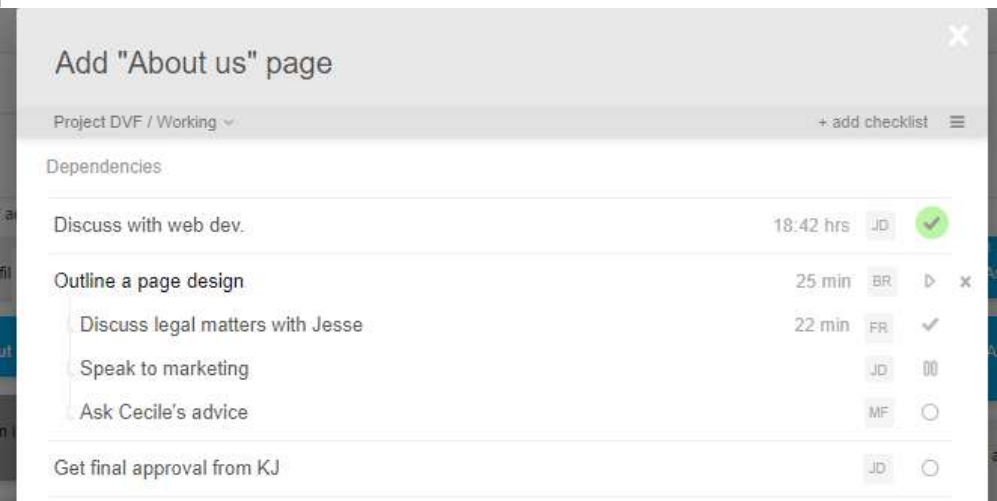 Add "About us" page
Project DVF / Working
+ add checklist
Dependencies
Discuss with web dev. 18:42 hrs JD
Outline a page design 25 min BR
Discuss legal matters with Jesse 22 min FR
Speak to marketing JD
Ask Cecile's advice MF
Get final approval from KJ JD